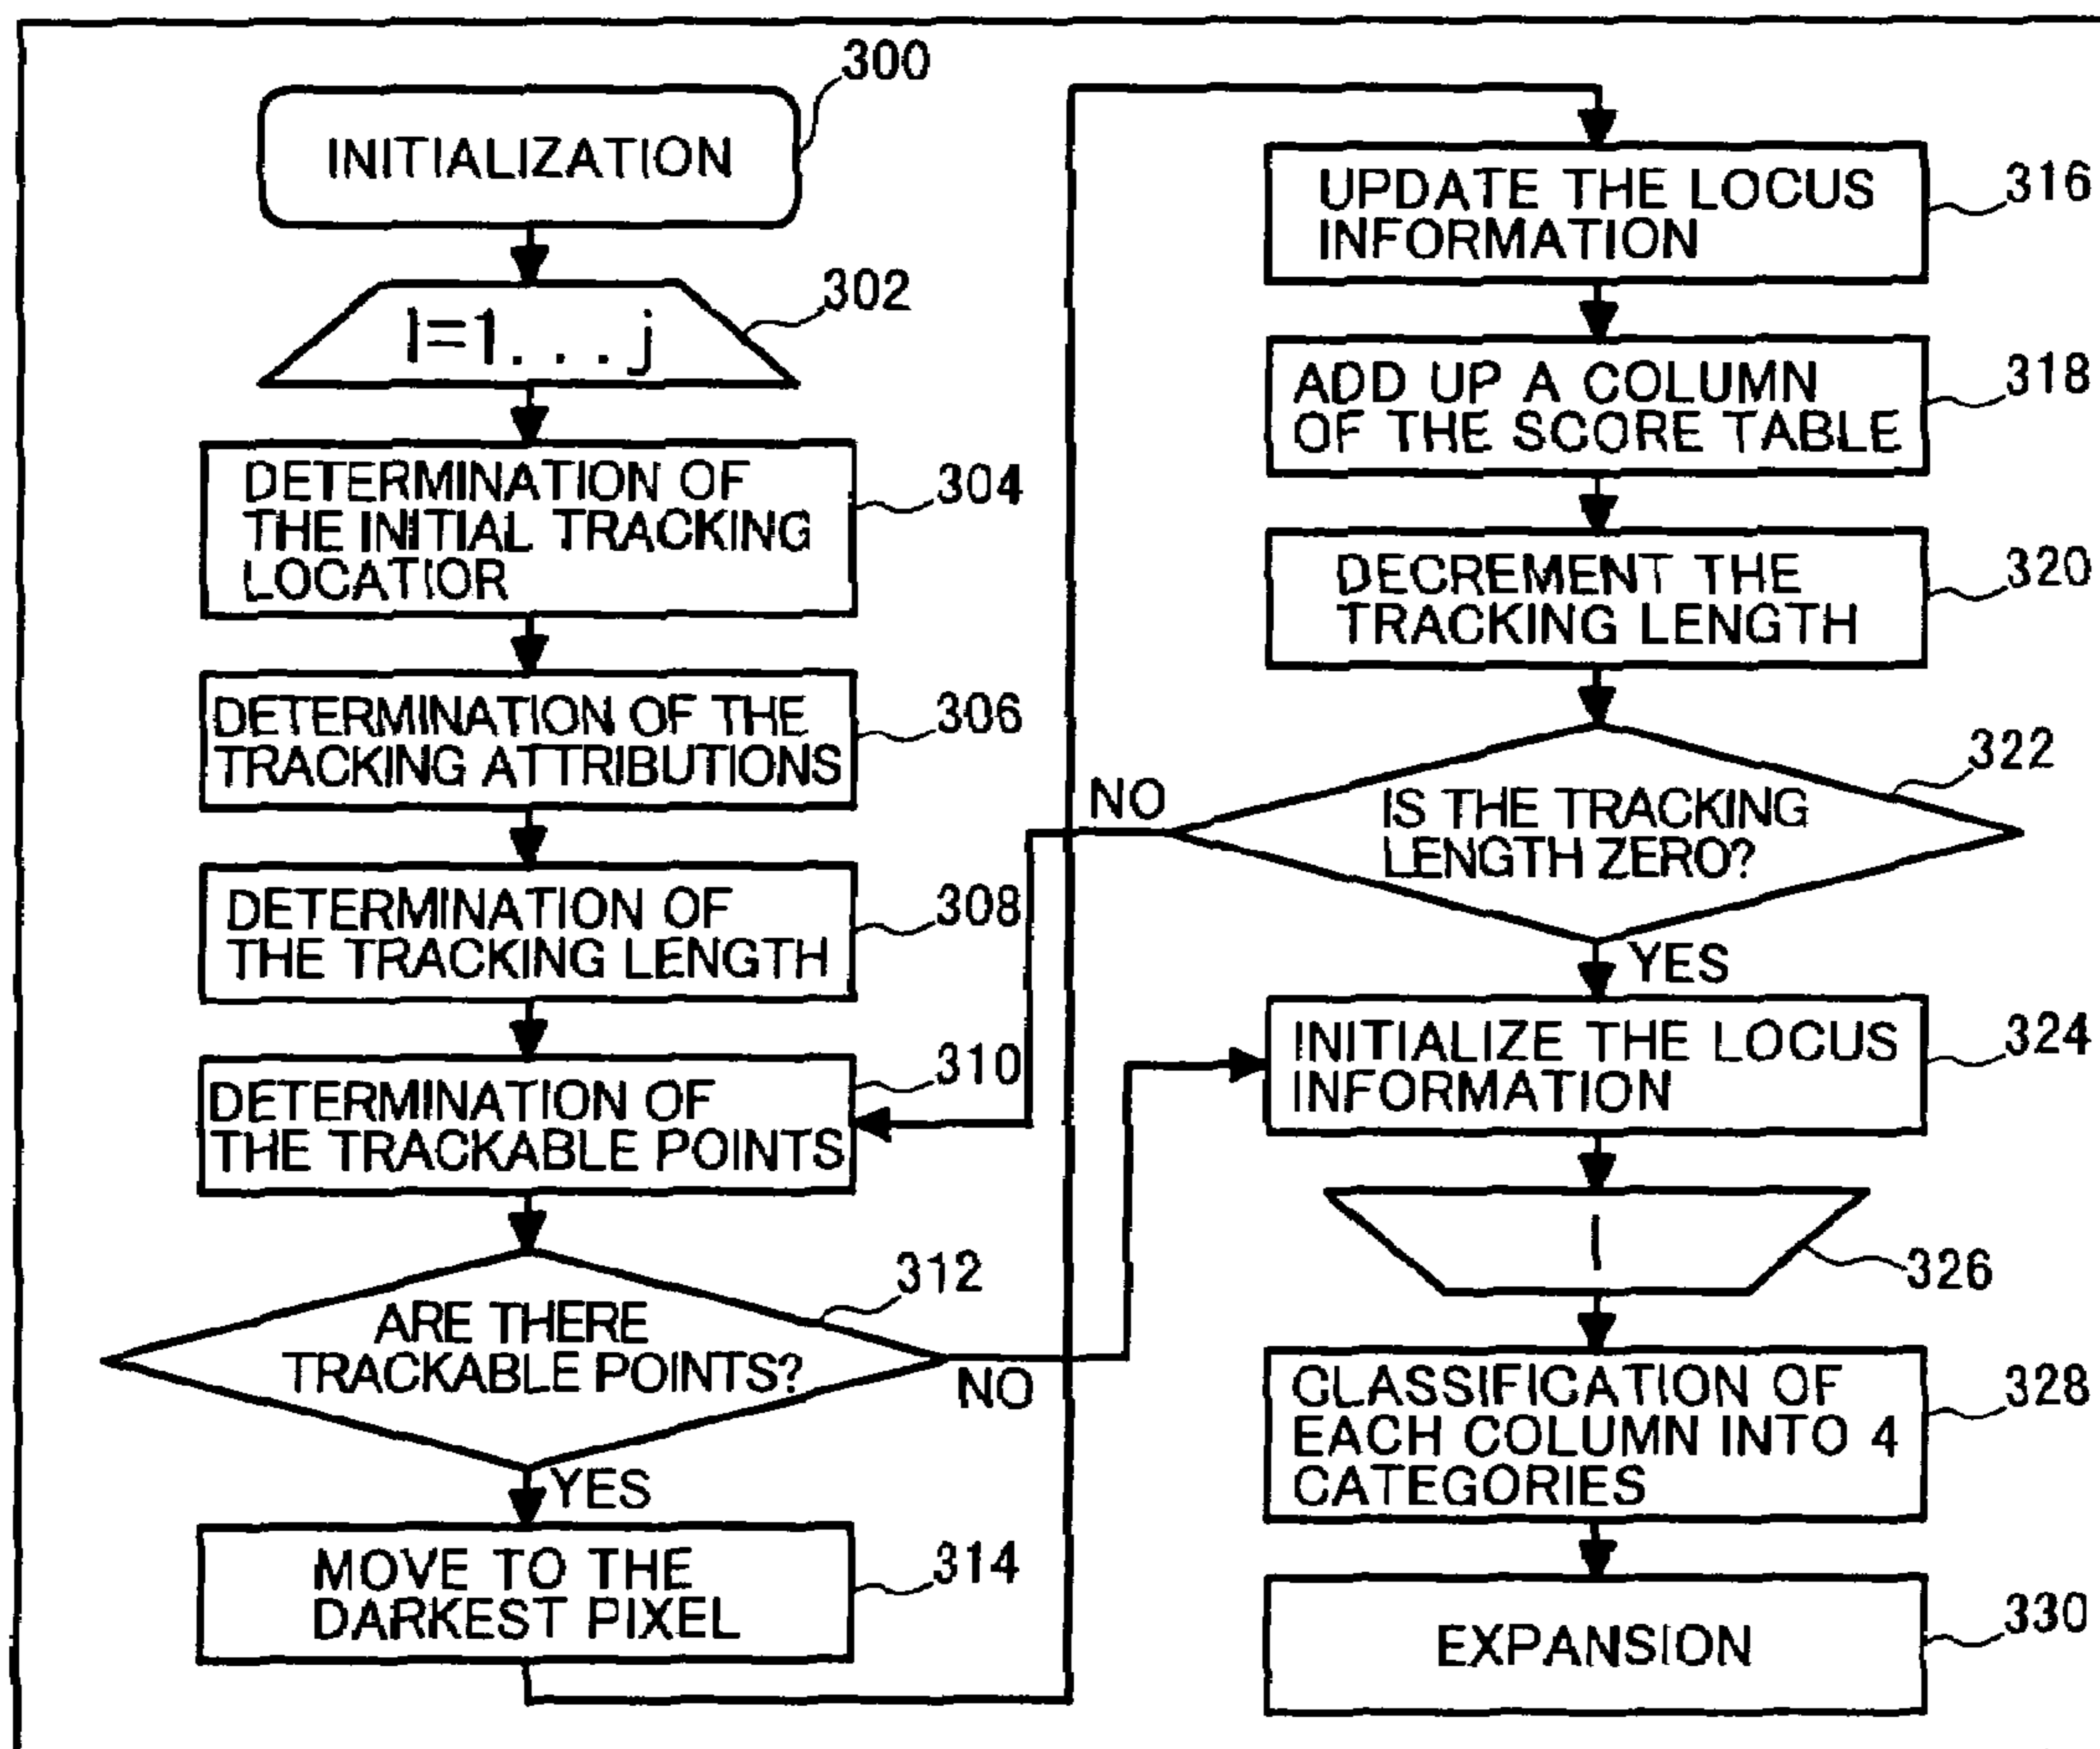 300
INITIALIZATION
302
I=1...j
304
DETERMINATION OF
THE INITIAL TRACKING
LOCATIOR
306
DETERMINATION OF THE
TRACKING ATTRIBUTIONS
308
DETERMINATION OF
THE TRACKING LENGTH
310
DETERMINATION OF
THE TRACKABLE POINTS
312
ARE THERE
TRACKABLE POINTS?
NO
YES
314
MOVE TO THE
DARKEST PIXEL
316
UPDATE THE LOCUS
INFORMATION
318
ADD UP A COLUMN
OF THE SCORE TABLE
320
DECREMENT THE
TRACKING LENGTH
322
NO
IS THE TRACKING
LENGTH ZERO?
YES
324
INITIALIZE THE LOCUS
INFORMATION
I
326
328
CLASSIFICATION OF
EACH COLUMN INTO 4
CATEGORIES
330
EXPANSION